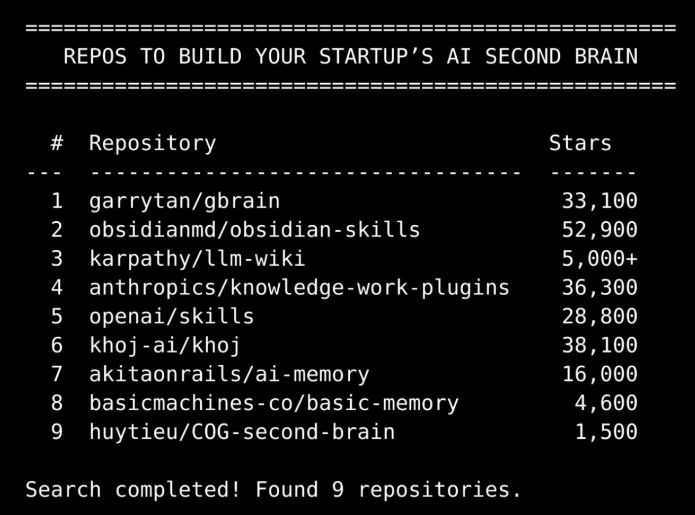 ===================================================
REPOS TO BUILD YOUR STARTUP’S AI SECOND BRAIN
===================================================
# Repository Stars
--- ---------------------------------- -------
1 garrytan/gbrain 33,100
2 obsidianmd/obsidian-skills 52,900
3 karpathy/llm-wiki 5,000+
4 anthropics/knowledge-work-plugins 36,300
5 openai/skills 28,800
6 khoj-ai/khoj 38,100
7 akitaonrails/ai-memory 16,000
8 basicmachines-co/basic-memory 4,600
9 huytieu/COG-second-brain 1,500
Search completed! Found 9 repositories.